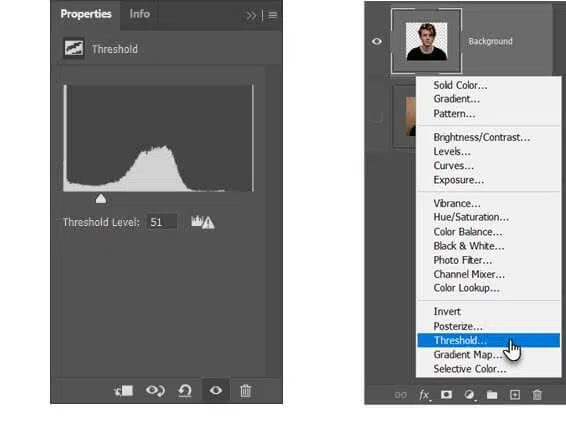 Properties Info
Threshold
Threshold Level: 51
Background
Solid Color...
Gradient...
Pattern...
Brightness/Contrast...
Levels...
Curves...
Exposure...
Vibrance...
Hue/Saturation...
Color Balance...
Black & White...
Photo Filter...
Channel Mixer...
Color Lookup...
Invert
Posterize...
Threshold...
Gradient Map...
Selective Color...
fx